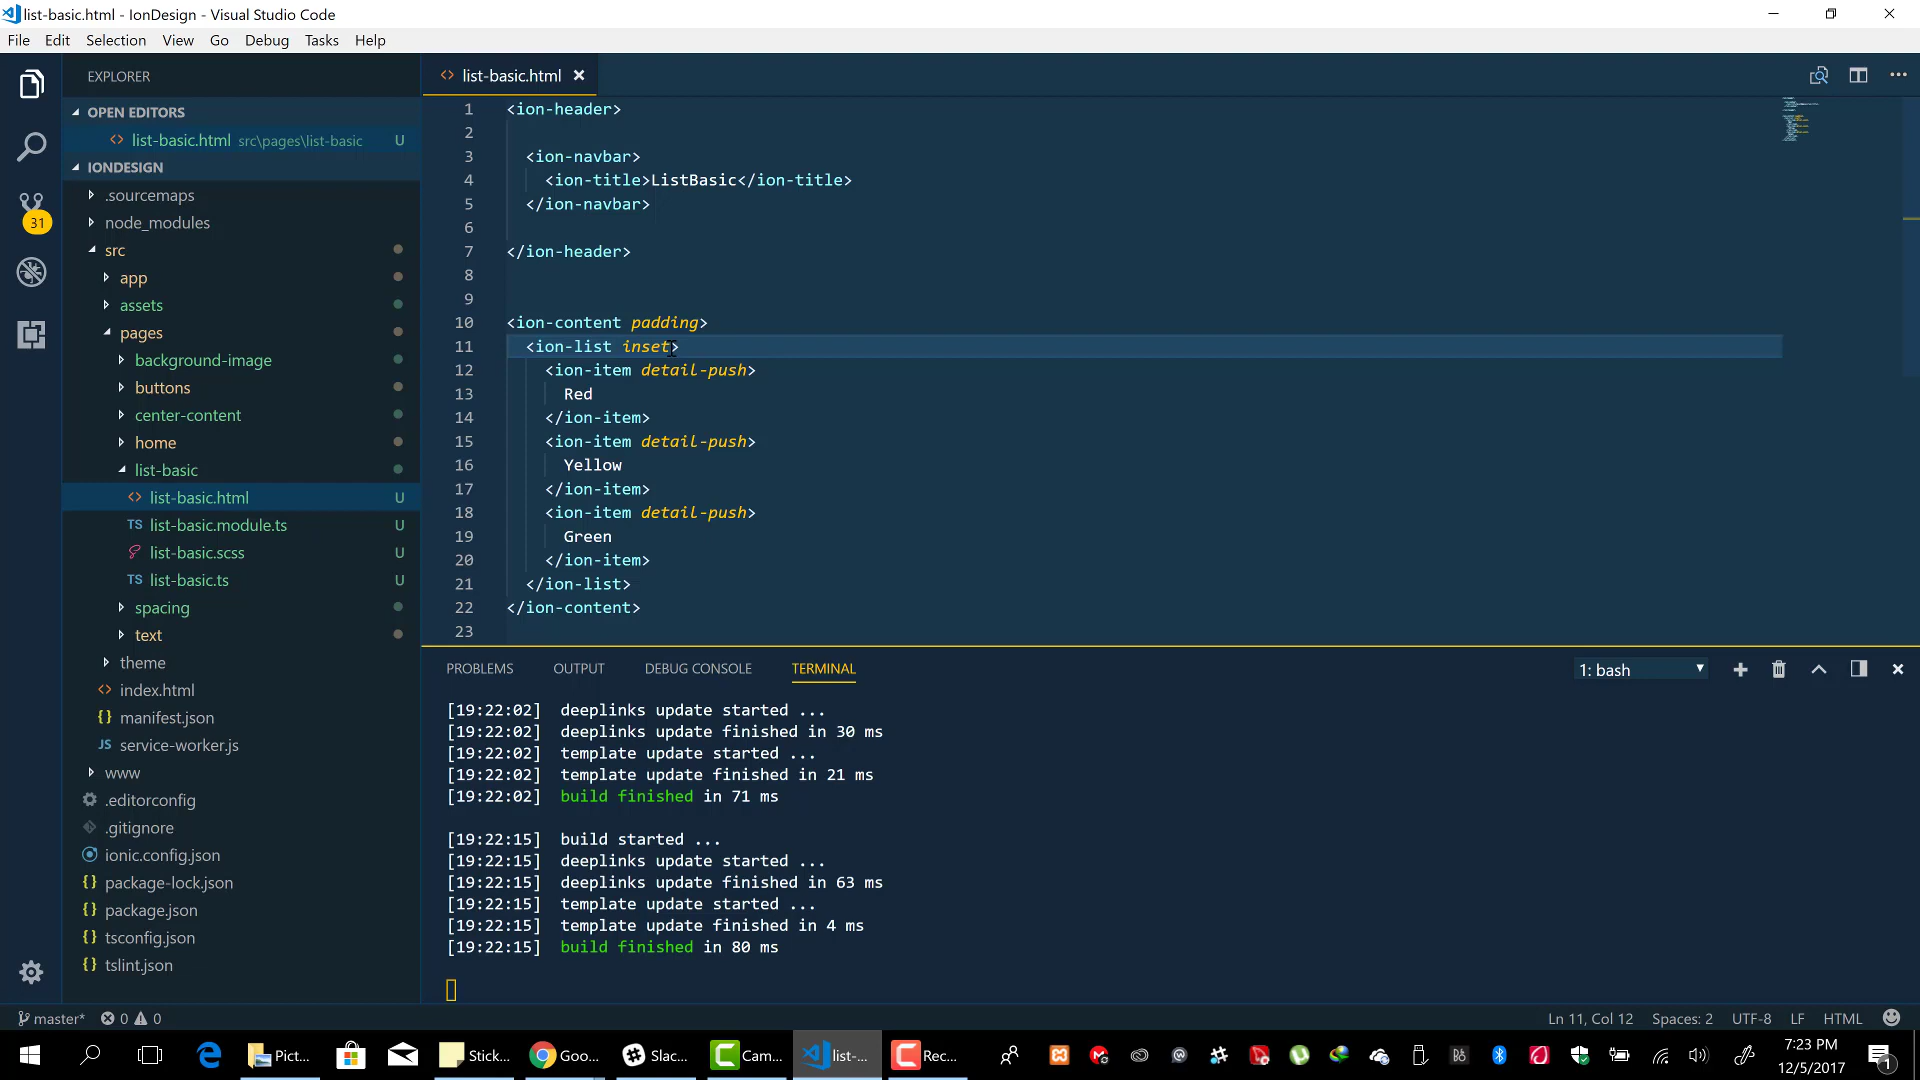 list-basic.html - IonDesign - Visual Studio Code
File Edit Selection View Go Debug Tasks Help
EXPLORER
OPEN EDITORS
list-basic.html src\pages\list-basic U
IONDESIGN
.sourcemaps
node_modules
src
app
assets
pages
background-image
buttons
center-content
home
list-basic
list-basic.html U
list-basic.module.ts U
list-basic.scss U
list-basic.ts U
spacing
text
theme
index.html
manifest.json
service-worker.js
www
.editorconfig
.gitignore
ionic.config.json
package-lock.json
package.json
tsconfig.json
tslint.json
31
list-basic.html
1 <ion-header>
2
3 <ion-navbar>
4 <ion-title>ListBasic</ion-title>
5 </ion-navbar>
6
7 </ion-header>
8
9
10 <ion-content padding>
11 <ion-list inset>
12 <ion-item detail-push>
13 Red
14 </ion-item>
15 <ion-item detail-push>
16 Yellow
17 </ion-item>
18 <ion-item detail-push>
19 Green
20 </ion-item>
21 </ion-list>
22 </ion-content>
23
PROBLEMS OUTPUT DEBUG CONSOLE TERMINAL 1: bash
[19:22:02] deeplinks update started ...
[19:22:02] deeplinks update finished in 30 ms
[19:22:02] template update started ...
[19:22:02] template update finished in 21 ms
[19:22:02] build finished in 71 ms
[19:22:15] build started ...
[19:22:15] deeplinks update started ...
[19:22:15] deeplinks update finished in 63 ms
[19:22:15] template update started ...
[19:22:15] template update finished in 4 ms
[19:22:15] build finished in 80 ms
master* 0 0 Ln 11, Col 12 Spaces: 2 UTF-8 LF HTML
Pict... Stick... Goo... Slac... Cam... list-... Rec... 7:23 PM
12/5/2017 1